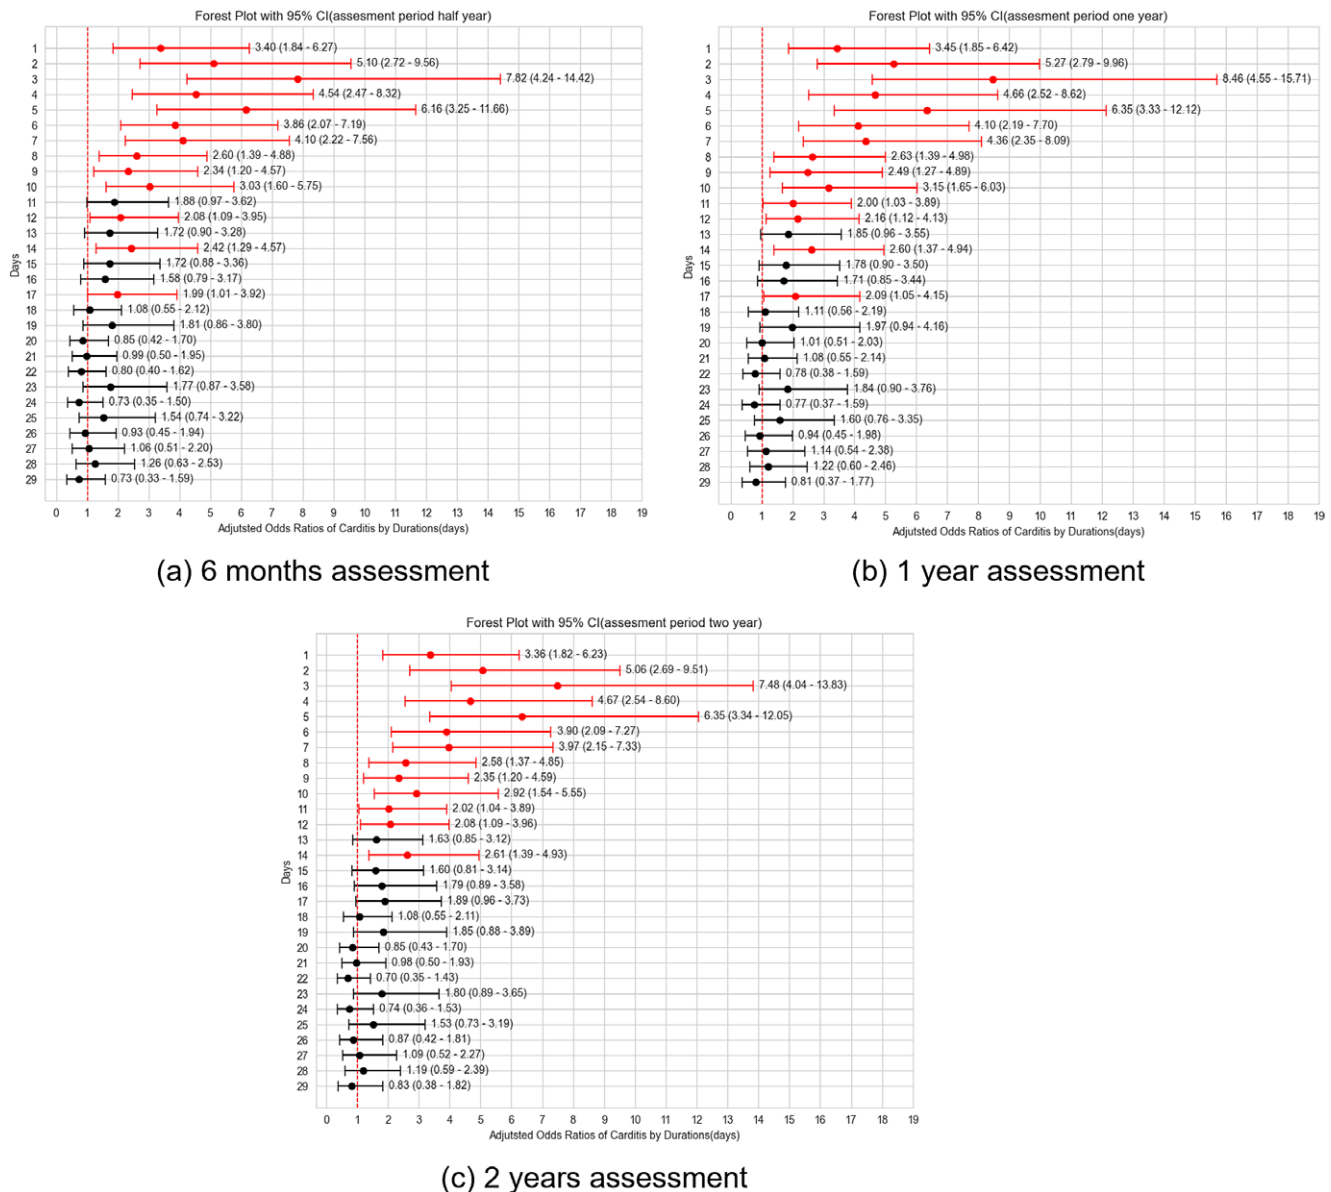 Forest Plot with 95% CI(assesment period half year)
1 3.40 (1.84 - 6.27)
2 5.10 (2.72 - 9.56)
3 7.82 (4.24 - 14.42)
4 4.54 (2.47 - 8.32)
5 6.16 (3.25 - 11.66)
6 3.86 (2.07 - 7.19)
7 4.10 (2.22 - 7.56)
8 2.60 (1.39 - 4.88)
9 2.34 (1.20 - 4.57)
10 3.03 (1.60 - 5.75)
11 1.88 (0.97 - 3.62)
12 2.08 (1.09 - 3.95)
13 1.72 (0.90 - 3.28)
14 2.42 (1.29 - 4.57)
Days
15 1.72 (0.88 - 3.36)
16 1.58 (0.79 - 3.17)
17 1.99 (1.01 - 3.92)
18 1.08 (0.55 - 2.12)
19 1.81 (0.86 - 3.80)
20 0.85 (0.42 - 1.70)
21 0.99 (0.50 - 1.95)
22 0.80 (0.40 - 1.62)
23 1.77 (0.87 - 3.58)
24 0.73 (0.35 - 1.50)
25 1.54 (0.74 - 3.22)
26 0.93 (0.45 - 1.94)
27 1.06 (0.51 - 2.20)
28 1.26 (0.63 - 2.53)
29 0.73 (0.33 - 1.59)
0 1 2 3 4 5 6 7 8 9 10 11 12 13 14 15 16 17 18 19
Adjutsted Odds Ratios of Carditis by Durations(days)
(a) 6 months assessment
Forest Plot with 95% CI(assesment period one year)
1 3.45 (1.85 - 6.42)
2 5.27 (2.79 - 9.96)
3 8.46 (4.55 - 15.71)
4 4.66 (2.52 - 8.62)
5 6.35 (3.33 - 12.12)
6 4.10 (2.19 - 7.70)
7 4.36 (2.35 - 8.09)
8 2.63 (1.39 - 4.98)
9 2.49 (1.27 - 4.89)
10 3.15 (1.65 - 6.03)
11 2.00 (1.03 - 3.89)
12 2.16 (1.12 - 4.13)
13 1.85 (0.96 - 3.55)
14 2.60 (1.37 - 4.94)
Days
15 1.78 (0.90 - 3.50)
16 1.71 (0.85 - 3.44)
17 2.09 (1.05 - 4.15)
18 1.11 (0.56 - 2.19)
19 1.97 (0.94 - 4.16)
20 1.01 (0.51 - 2.03)
21 1.08 (0.55 - 2.14)
22 0.78 (0.38 - 1.59)
23 1.84 (0.90 - 3.76)
24 0.77 (0.37 - 1.59)
25 1.60 (0.76 - 3.35)
26 0.94 (0.45 - 1.98)
27 1.14 (0.54 - 2.38)
28 1.22 (0.60 - 2.46)
29 0.81 (0.37 - 1.77)
0 1 2 3 4 5 6 7 8 9 10 11 12 13 14 15 16 17 18 19
Adjutsted Odds Ratios of Carditis by Durations(days)
(b) 1 year assessment
Forest Plot with 95% CI(assesment period two year)
1 3.36 (1.82 - 6.23)
2 5.06 (2.69 - 9.51)
3 7.48 (4.04 - 13.83)
4 4.67 (2.54 - 8.60)
5 6.35 (3.34 - 12.05)
6 3.90 (2.09 - 7.27)
7 3.97 (2.15 - 7.33)
8 2.58 (1.37 - 4.85)
9 2.35 (1.20 - 4.59)
10 2.92 (1.54 - 5.55)
11 2.02 (1.04 - 3.89)
12 2.08 (1.09 - 3.96)
13 1.63 (0.85 - 3.12)
14 2.61 (1.39 - 4.93)
Days
15 1.60 (0.81 - 3.14)
16 1.79 (0.89 - 3.58)
17 1.89 (0.96 - 3.73)
18 1.08 (0.55 - 2.11)
19 1.85 (0.88 - 3.89)
20 0.85 (0.43 - 1.70)
21 0.98 (0.50 - 1.93)
22 0.70 (0.35 - 1.43)
23 1.80 (0.89 - 3.65)
24 0.74 (0.36 - 1.53)
25 1.53 (0.73 - 3.19)
26 0.87 (0.42 - 1.81)
27 1.09 (0.52 - 2.27)
28 1.19 (0.59 - 2.39)
29 0.83 (0.38 - 1.82)
0 1 2 3 4 5 6 7 8 9 10 11 12 13 14 15 16 17 18 19
Adjutsted Odds Ratios of Carditis by Durations(days)
(c) 2 years assessment